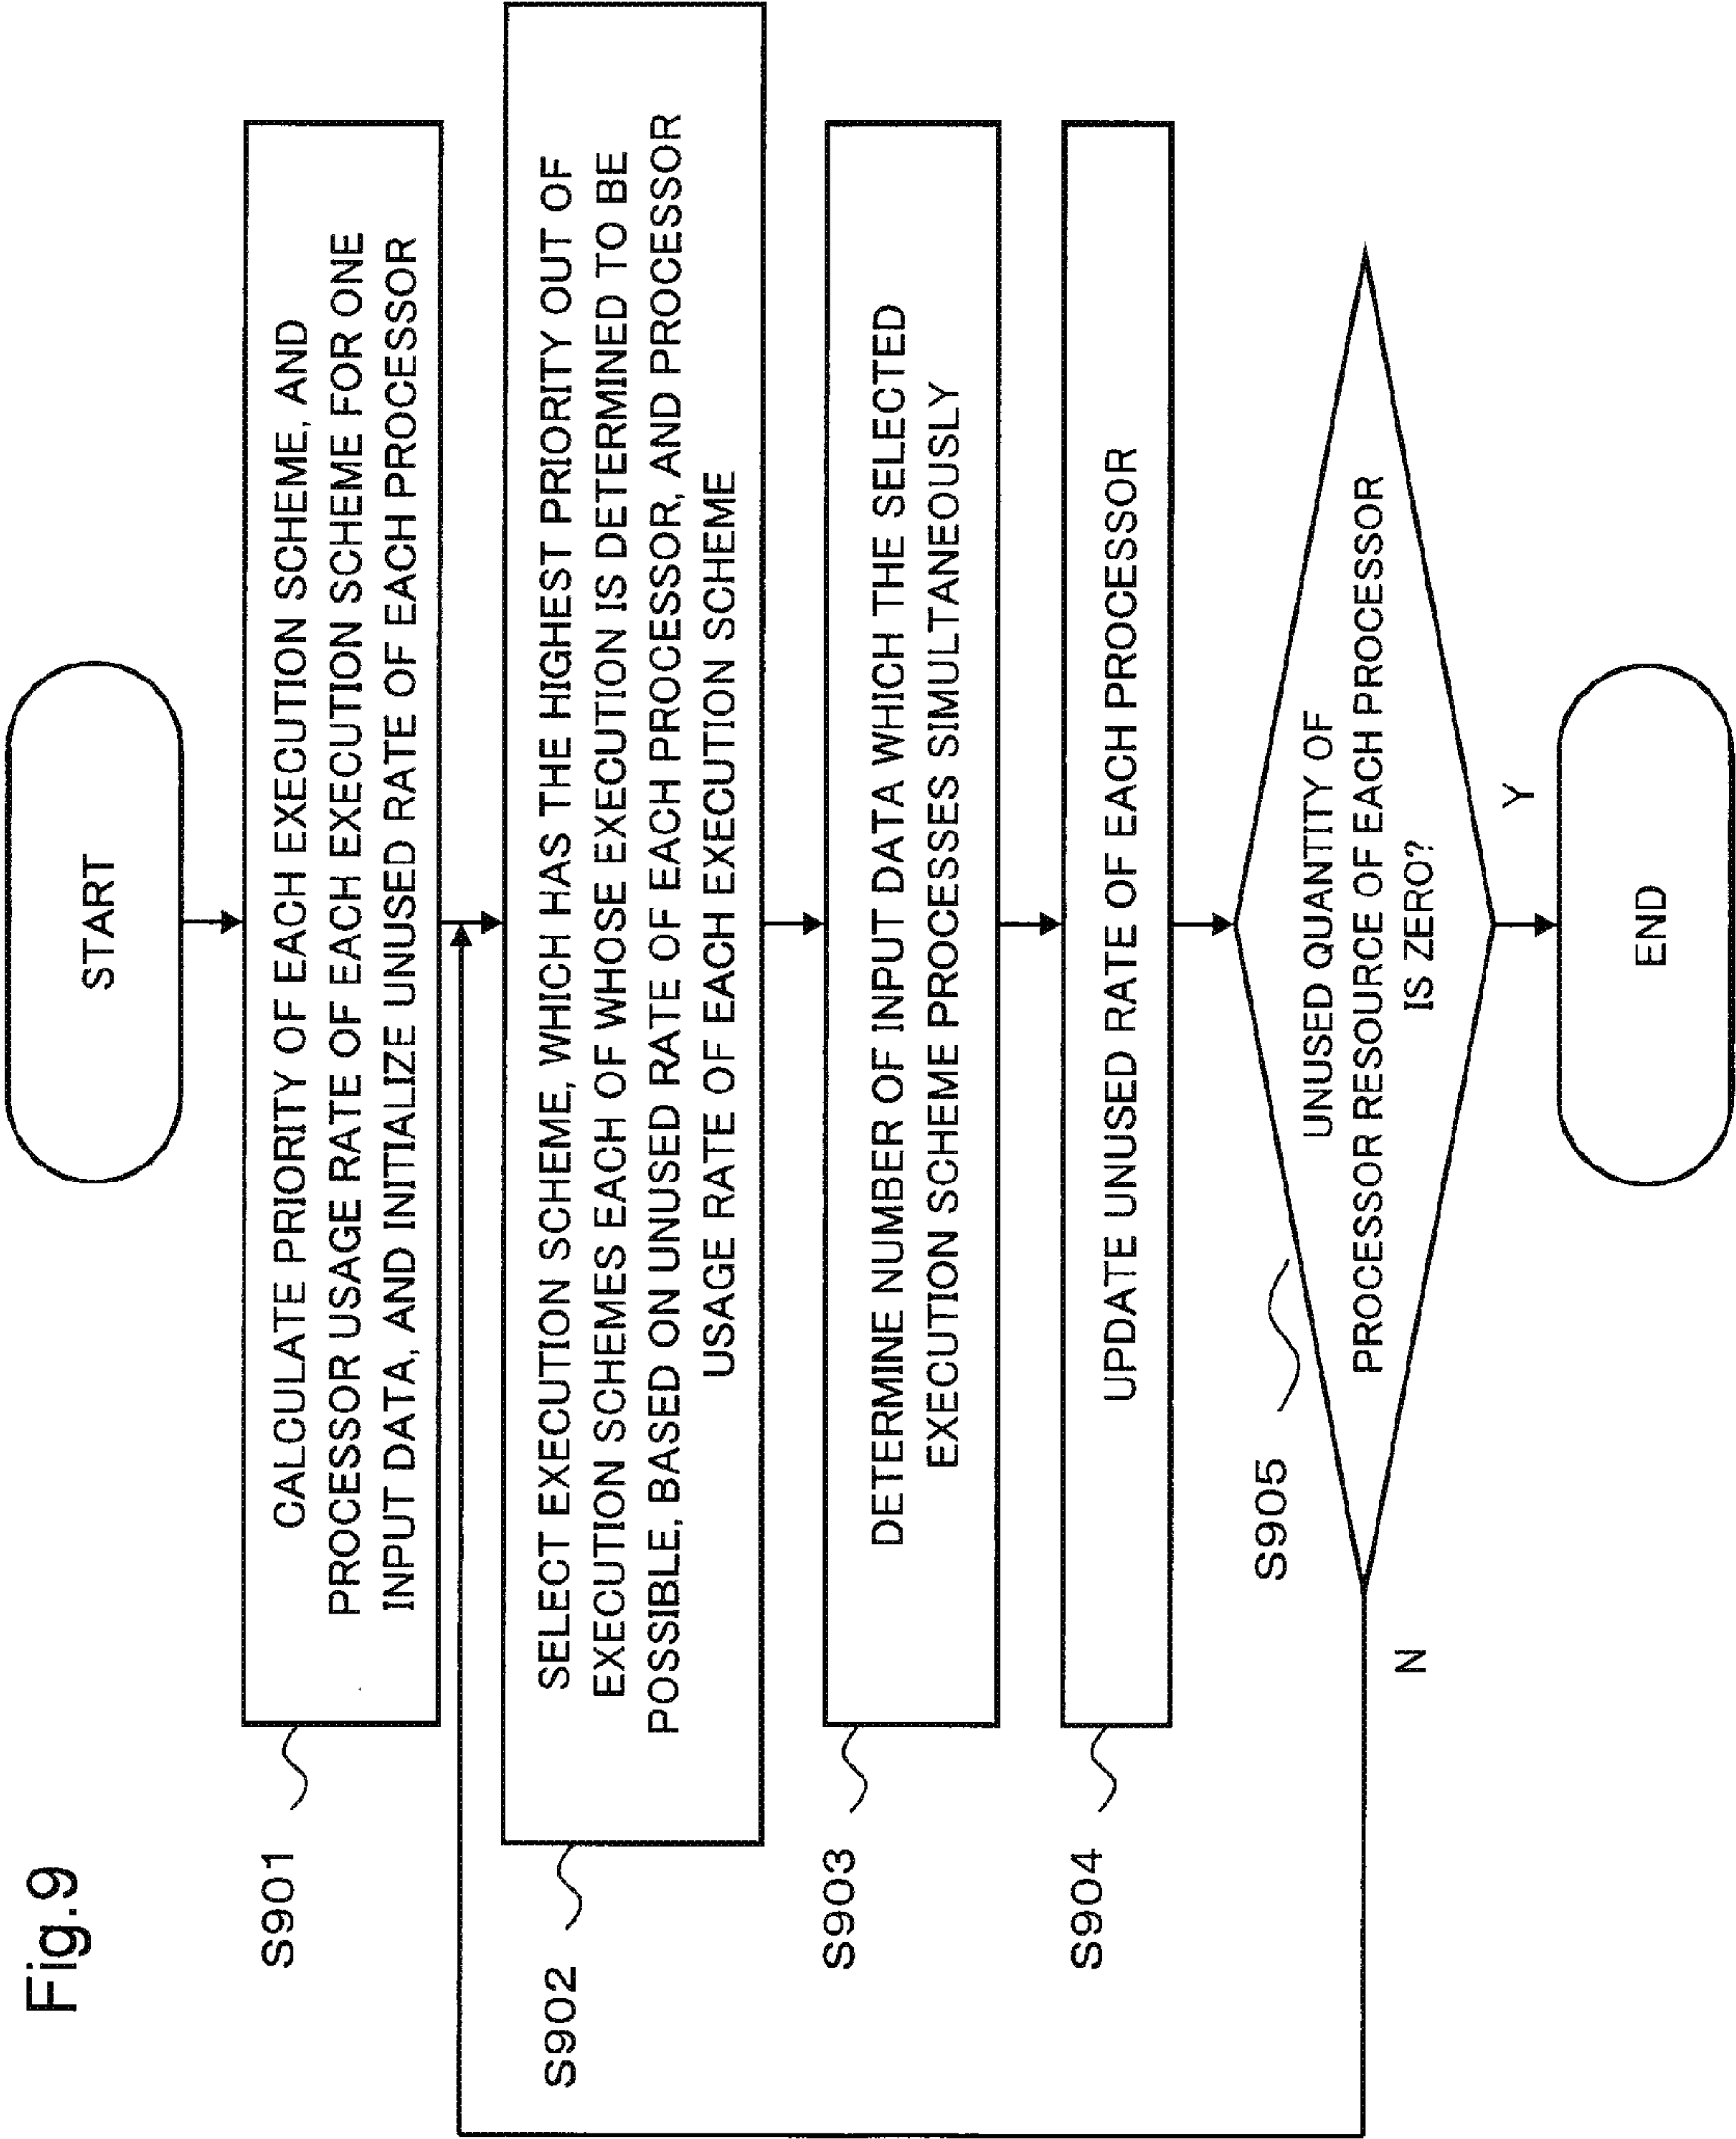 Fig.9
START
S901
CALCULATE PRIORITY OF EACH EXECUTION SCHEME, AND
PROCESSOR USAGE RATE OF EACH EXECUTION SCHEME FOR ONE
INPUT DATA, AND INITIALIZE UNUSED RATE OF EACH PROCESSOR
S902
SELECT EXECUTION SCHEME, WHICH HAS THE HIGHEST PRIORITY OUT OF
EXECUTION SCHEMES EACH OF WHOSE EXECUTION IS DETERMINED TO BE
POSSIBLE, BASED ON UNUSED RATE OF EACH PROCESSOR, AND PROCESSOR
USAGE RATE OF EACH EXECUTION SCHEME
S903
DETERMINE NUMBER OF INPUT DATA WHICH THE SELECTED
EXECUTION SCHEME PROCESSES SIMULTANEOUSLY
S904
UPDATE UNUSED RATE OF EACH PROCESSOR
S905
UNUSED QUANTITY OF
PROCESSOR RESOURCE OF EACH PROCESSOR
IS ZERO?
N
Y
END